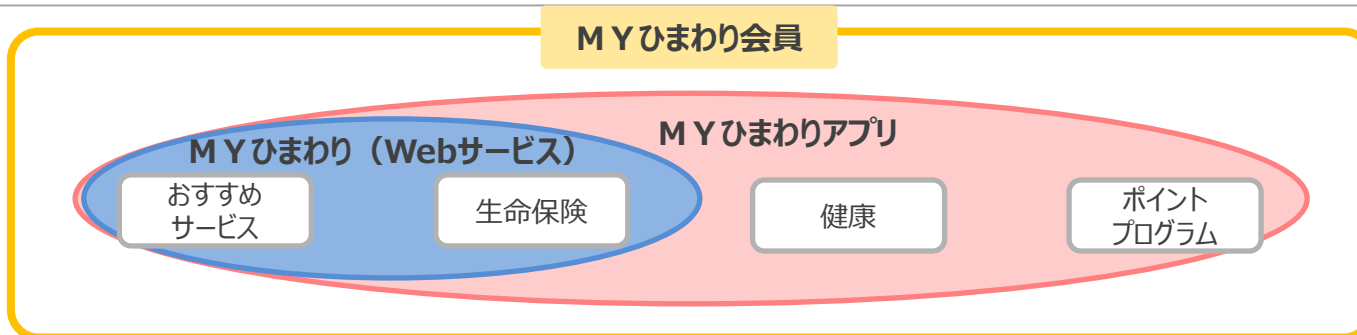 ＭＹひまわり会員
ＭＹひまわりアプリ
ＭＹひまわり（Webサービス）
おすすめ
サービス
生命保険
健康
ポイント
プログラム